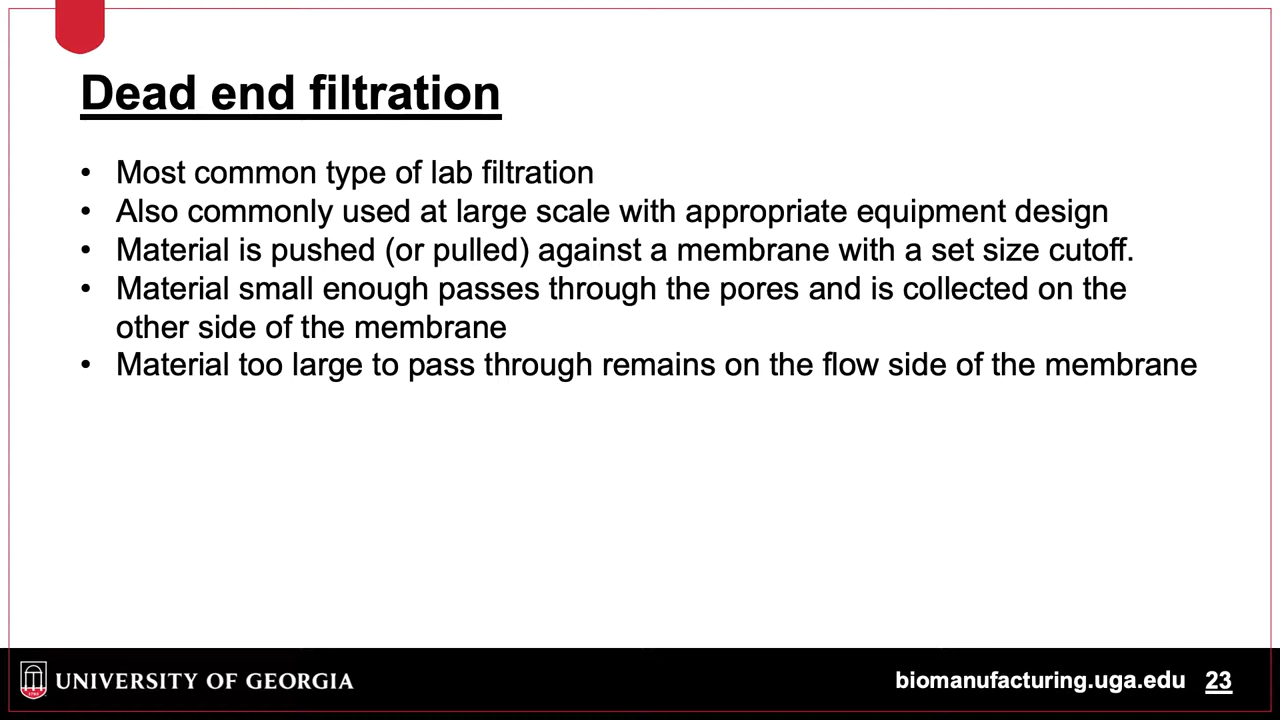 Dead end filtration
• Most common type of lab filtration
• Also commonly used at large scale with appropriate equipment design
• Material is pushed (or pulled) against a membrane with a set size cutoff.
• Material small enough passes through the pores and is collected on the
other side of the membrane
• Material too large to pass through remains on the flow side of the membrane
UNIVERSITY OF GEORGIA
biomanufacturing.uga.edu 23